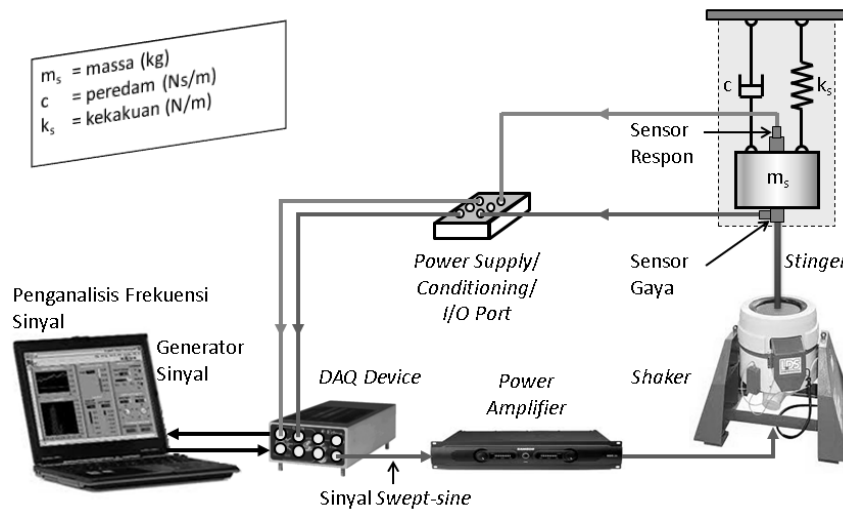 mₛ = massa (kg)
c = peredam (Ns/m)
kₛ = kekakuan (N/m)
c
kₛ
Sensor
Respon
mₛ
Power Supply/
Conditioning/
I/O Port
Sensor
Gaya
Stinger
Penganalisis Frekuensi
Sinyal
Generator
Sinyal
DAQ Device
Power
Amplifier
Shaker
Sinyal Swept-sine